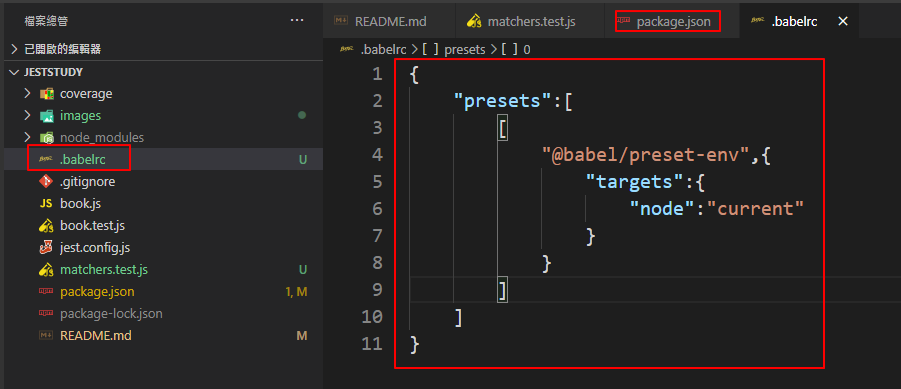 檔案總管 ...
已開啟的編輯器
JESTSTUDY
coverage
images
node_modules
.babelrc U
.gitignore
book.js
book.test.js
jest.config.js
matchers.test.js U
package.json 1, M
package-lock.json
README.md M
README.md matchers.test.js package.json .babelrc
.babelrc > [ ] presets > [ ] 0
1 {
2 "presets":[
3 [
4 "@babel/preset-env",{
5 "targets":{
6 "node":"current"
7 }
8 }
9 ]
10 ]
11 }